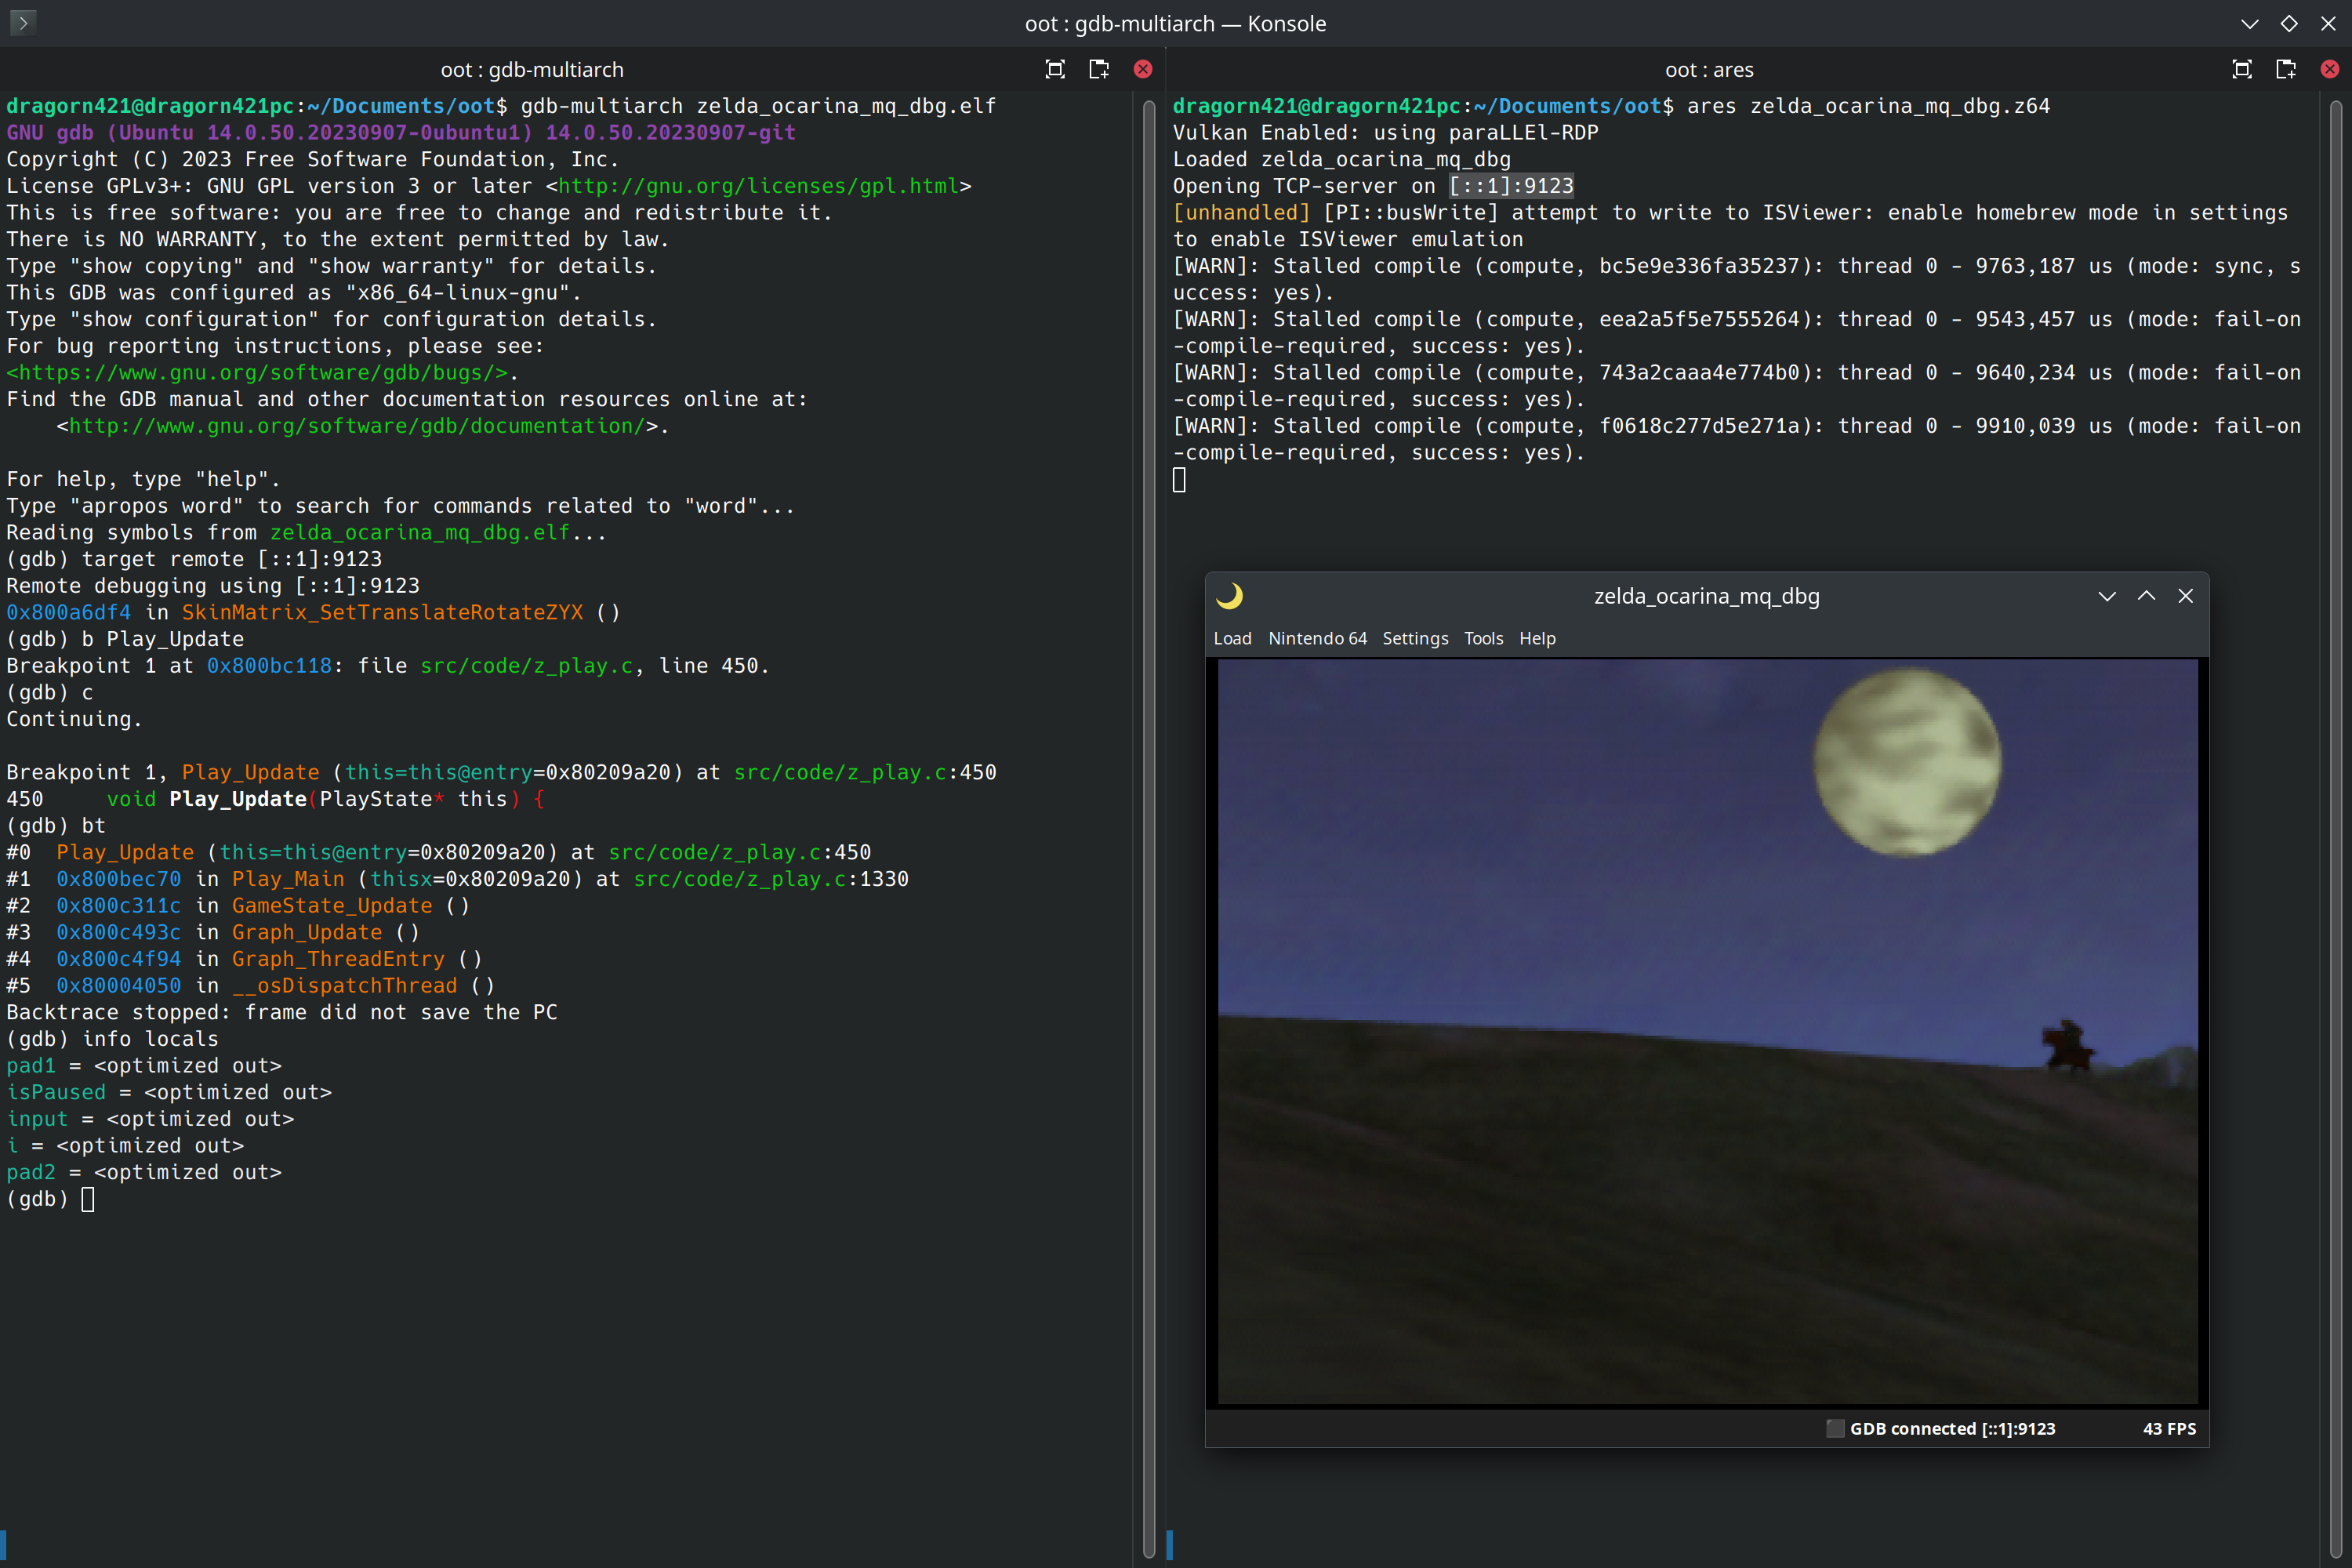 oot : gdb-multiarch — Konsole
oot : gdb-multiarch
dragorn421@dragorn421pc:~/Documents/oot$ gdb-multiarch zelda_ocarina_mq_dbg.elf
GNU gdb (Ubuntu 14.0.50.20230907-0ubuntu1) 14.0.50.20230907-git
Copyright (C) 2023 Free Software Foundation, Inc.
License GPLv3+: GNU GPL version 3 or later <http://gnu.org/licenses/gpl.html>
This is free software: you are free to change and redistribute it.
There is NO WARRANTY, to the extent permitted by law.
Type "show copying" and "show warranty" for details.
This GDB was configured as "x86_64-linux-gnu".
Type "show configuration" for configuration details.
For bug reporting instructions, please see:
<https://www.gnu.org/software/gdb/bugs/>.
Find the GDB manual and other documentation resources online at:
    <http://www.gnu.org/software/gdb/documentation/>.
For help, type "help".
Type "apropos word" to search for commands related to "word"...
Reading symbols from zelda_ocarina_mq_dbg.elf...
(gdb) target remote [::1]:9123
Remote debugging using [::1]:9123
0x800a6df4 in SkinMatrix_SetTranslateRotateZYX ()
(gdb) b Play_Update
Breakpoint 1 at 0x800bc118: file src/code/z_play.c, line 450.
(gdb) c
Continuing.
Breakpoint 1, Play_Update (this=this@entry=0x80209a20) at src/code/z_play.c:450
450     void Play_Update(PlayState* this) {
(gdb) bt
#0  Play_Update (this=this@entry=0x80209a20) at src/code/z_play.c:450
#1  0x800bec70 in Play_Main (thisx=0x80209a20) at src/code/z_play.c:1330
#2  0x800c311c in GameState_Update ()
#3  0x800c493c in Graph_Update ()
#4  0x800c4f94 in Graph_ThreadEntry ()
#5  0x80004050 in __osDispatchThread ()
Backtrace stopped: frame did not save the PC
(gdb) info locals
pad1 = <optimized out>
isPaused = <optimized out>
input = <optimized out>
i = <optimized out>
pad2 = <optimized out>
(gdb)
oot : ares
dragorn421@dragorn421pc:~/Documents/oot$ ares zelda_ocarina_mq_dbg.z64
Vulkan Enabled: using paraLLEl-RDP
Loaded zelda_ocarina_mq_dbg
Opening TCP-server on [::1]:9123
[unhandled] [PI::busWrite] attempt to write to ISViewer: enable homebrew mode in settings
to enable ISViewer emulation
[WARN]: Stalled compile (compute, bc5e9e336fa35237): thread 0 - 9763,187 us (mode: sync, s
uccess: yes).
[WARN]: Stalled compile (compute, eea2a5f5e7555264): thread 0 - 9543,457 us (mode: fail-on
-compile-required, success: yes).
[WARN]: Stalled compile (compute, 743a2caaa4e774b0): thread 0 - 9640,234 us (mode: fail-on
-compile-required, success: yes).
[WARN]: Stalled compile (compute, f0618c277d5e271a): thread 0 - 9910,039 us (mode: fail-on
-compile-required, success: yes).
zelda_ocarina_mq_dbg
Load Nintendo 64 Settings Tools Help
GDB connected [::1]:9123 43 FPS